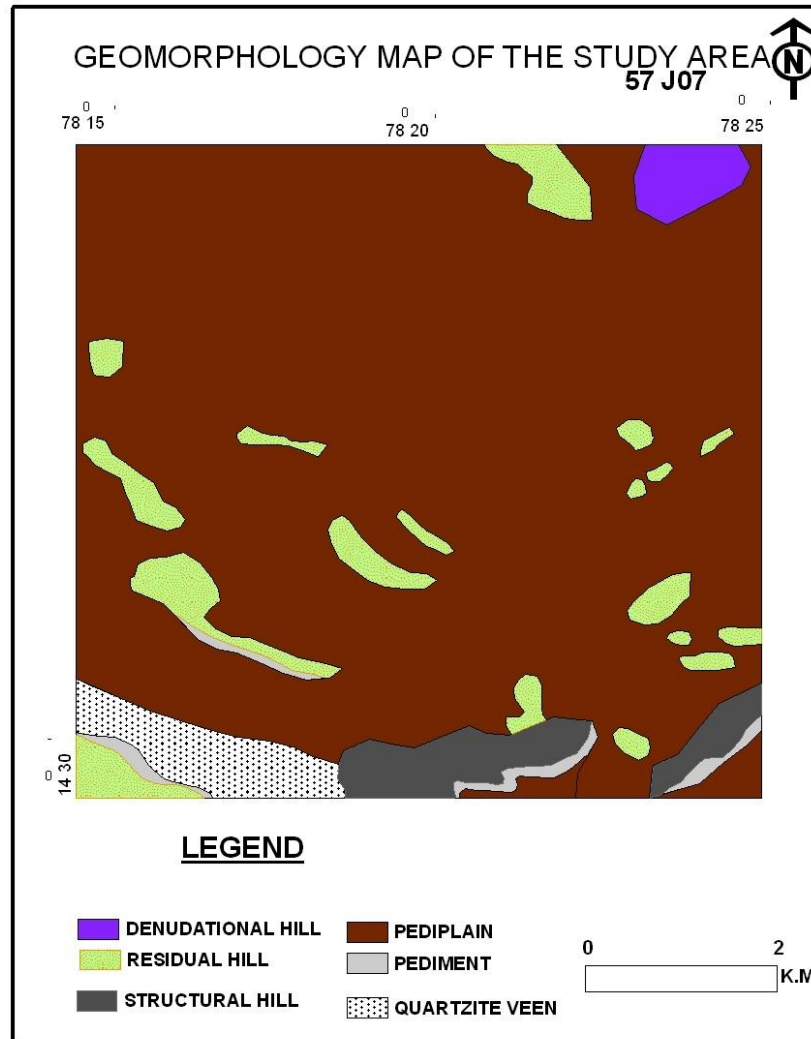 GEOMORPHOLOGY MAP OF THE STUDY AREA
N
57 J07
0 '
78 15
0 '
78 20
0 '
78 25
0 '
14 30
LEGEND
DENUDATIONAL HILL
RESIDUAL HILL
STRUCTURAL HILL
PEDIPLAIN
PEDIMENT
QUARTZITE VEEN
0 2
K.M